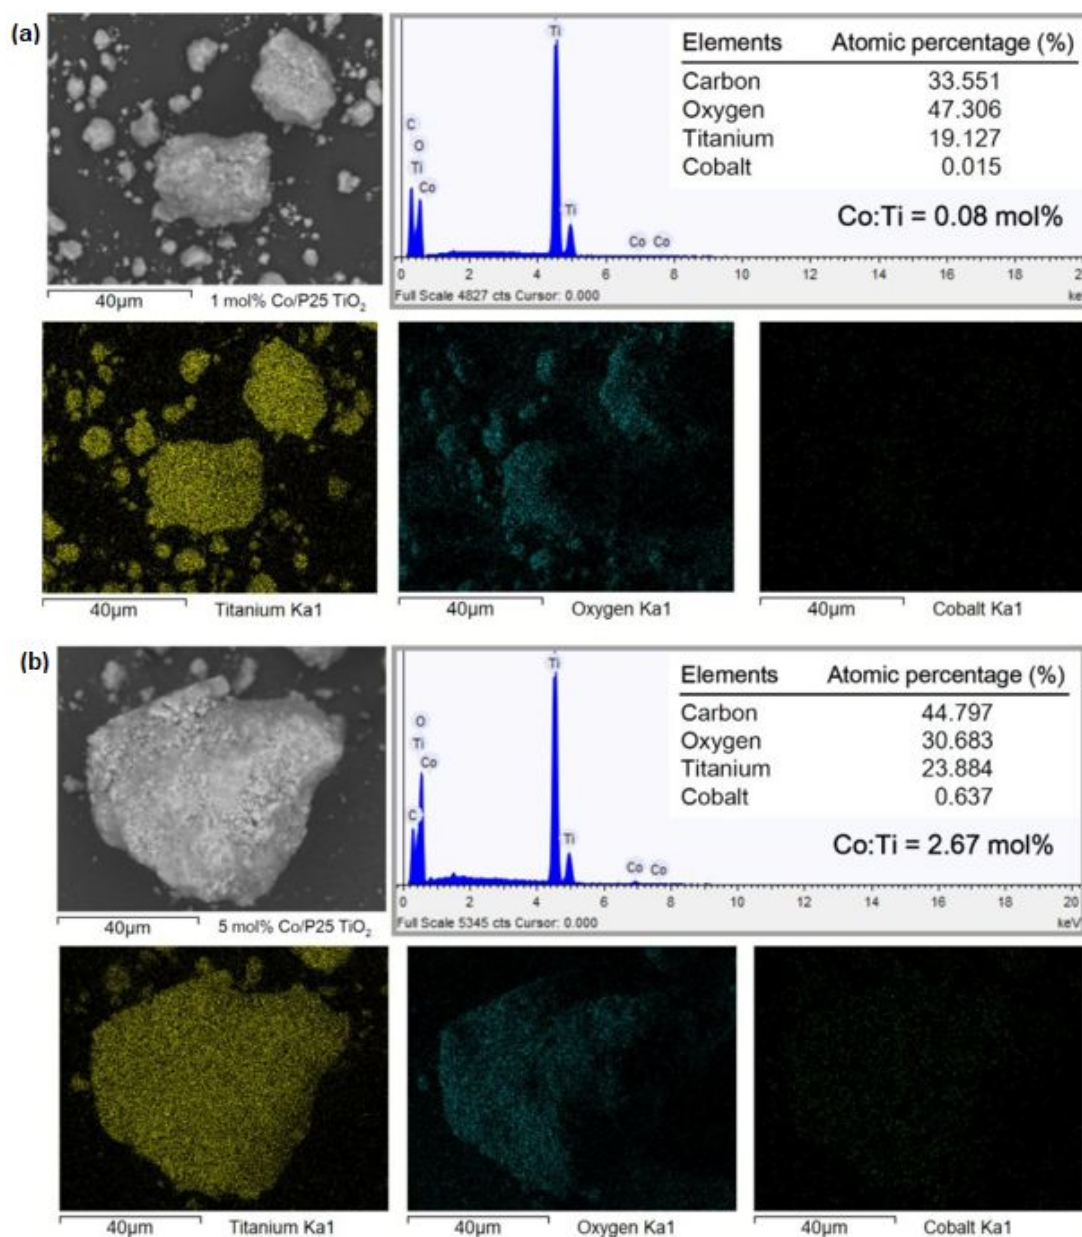 (a)
Ti
C
O
Ti
Co
Ti
Co Co
0 2 4 6 8 10 12 14 16 18 20
Full Scale 4827 cts Cursor: 0.000
Elements Atomic percentage (%)
Carbon 33.551
Oxygen 47.306
Titanium 19.127
Cobalt 0.015
Co:Ti = 0.08 mol%
40μm 1 mol% Co/P25 TiO₂
40μm Titanium Ka1
40μm Oxygen Ka1
40μm Cobalt Ka1
(b)
Ti
O
Ti
Co
C
Ti
Co Co
0 2 4 6 8 10 12 14 16 18 20
Full Scale 5345 cts Cursor: 0.000 keV
Elements Atomic percentage (%)
Carbon 44.797
Oxygen 30.683
Titanium 23.884
Cobalt 0.637
Co:Ti = 2.67 mol%
40μm 5 mol% Co/P25 TiO₂
40μm Titanium Ka1
40μm Oxygen Ka1
40μm Cobalt Ka1